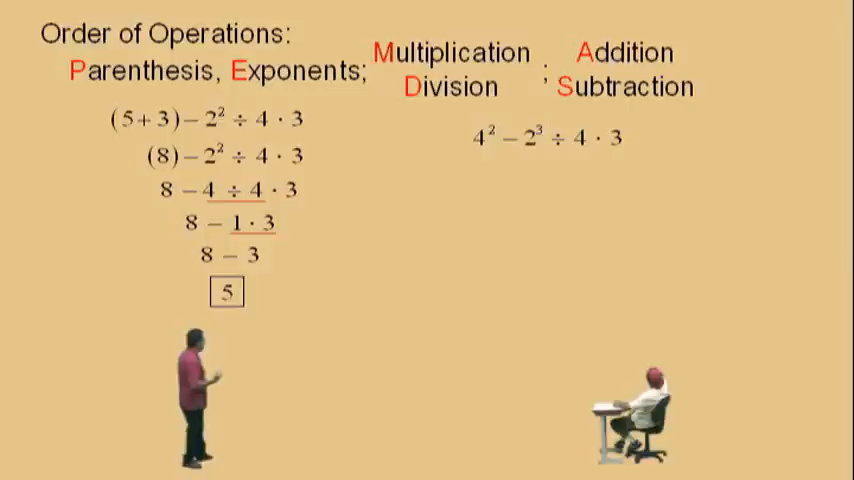 Order of Operations:
Parenthesis, Exponents; Multiplication Division ; Addition Subtraction
(5+3) – 2² ÷ 4 · 3
(8) – 2² ÷ 4 · 3
8 – 4 ÷ 4 · 3
8 – 1 · 3
8 – 3
5
4² – 2³ ÷ 4 · 3